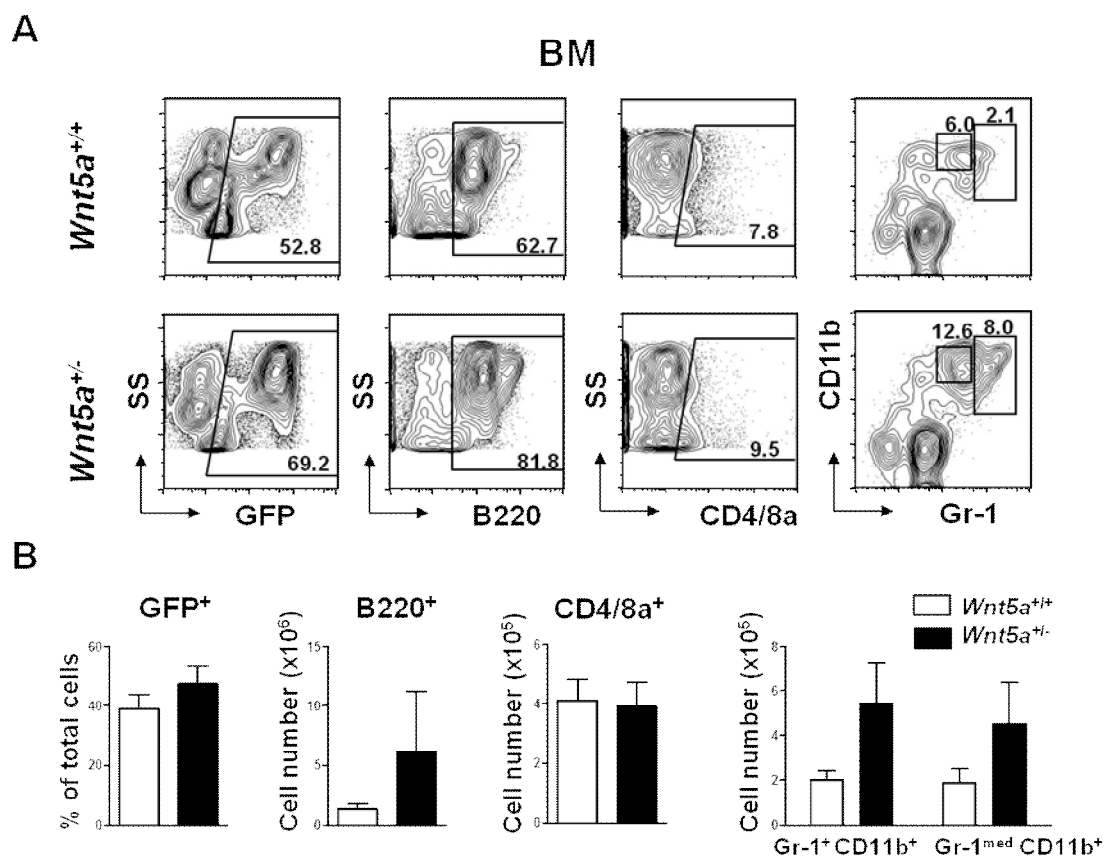 A
BM
Wnt5a+/+
52.8
62.7
7.8
6.0
2.1
Wnt5a+/-
SS
69.2
GFP
SS
81.8
B220
SS
9.5
CD4/8a
CD11b
12.6
8.0
Gr-1
B
GFP+
% of total cells
60
40
20
0
B220+
Cell number (x10⁶)
15
10
5
0
CD4/8a+
Cell number (x10⁵)
6
4
2
0
Wnt5a+/+
Wnt5a+/-
Cell number (x10⁵)
8
6
4
2
0
Gr-1+ CD11b+
Gr-1med CD11b+